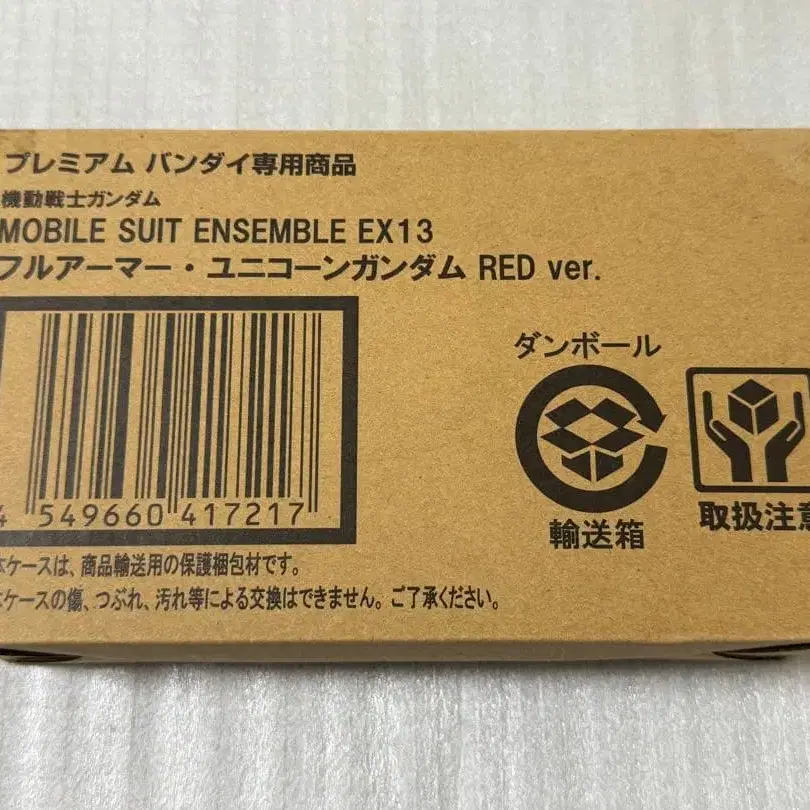 プレミアム バンダイ専用商品
機動戦士ガンダム
MOBILE SUIT ENSEMBLE EX13
フルアーマー・ユニコーンガンダム RED ver.
ダンボール
輸送箱
取扱注意
4 549660 417217
本ケースは、商品輸送用の保護梱包材です。
本ケースの傷、つぶれ、汚れ等による交換はできません。ご了承ください。